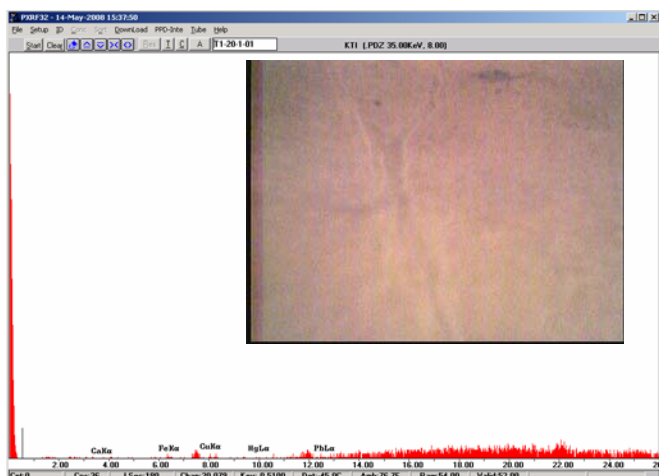 PXRF32 - 14-May-2008 15:37:50
File Setup ID DownLoad PPD-Inte Tube Help
Start Clear I C A T1-20-1-01 KTI (.PDZ 35.00KeV, 8.00)
CaKα FeKα CuKα HgLα PbLα
2.00 4.00 6.00 8.00 10.00 12.00 14.00 16.00 18.00 20.00 22.00 24.00